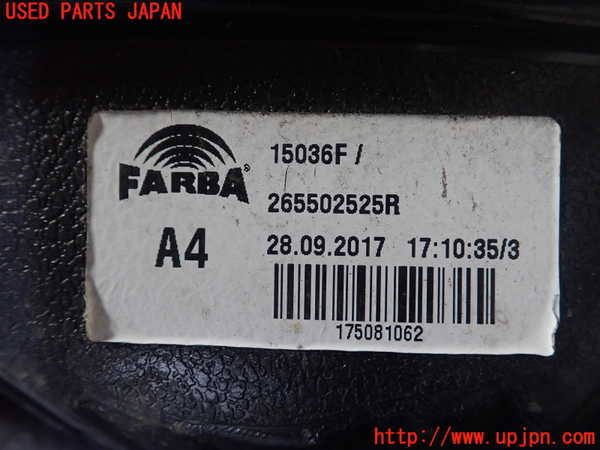 USED PARTS JAPAN
FARBA®
15036F /
265502525R
A4
28.09.2017 17:10:35/3
175081062
http://www.upjpn.com/